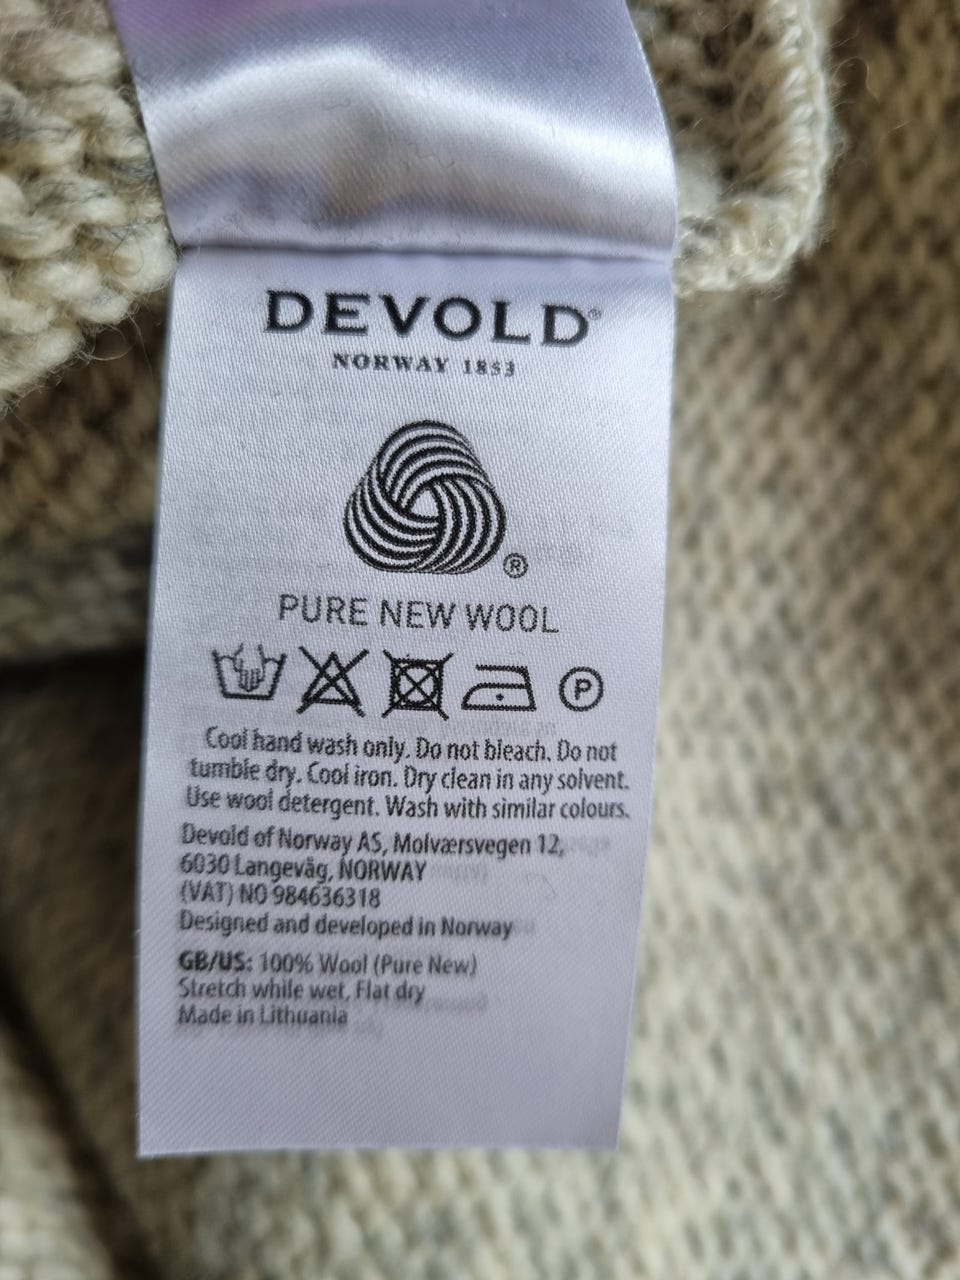 DEVOLD®
NORWAY 1853
®
PURE NEW WOOL
P
Cool hand wash only. Do not bleach. Do not
tumble dry. Cool iron. Dry clean in any solvent.
Use wool detergent. Wash with similar colours.
Devold of Norway AS, Molværsvegen 12,
6030 Langevåg, NORWAY
(VAT) NO 984636318
Designed and developed in Norway
GB/US: 100% Wool (Pure New)
Stretch while wet, Flat dry
Made in Lithuania